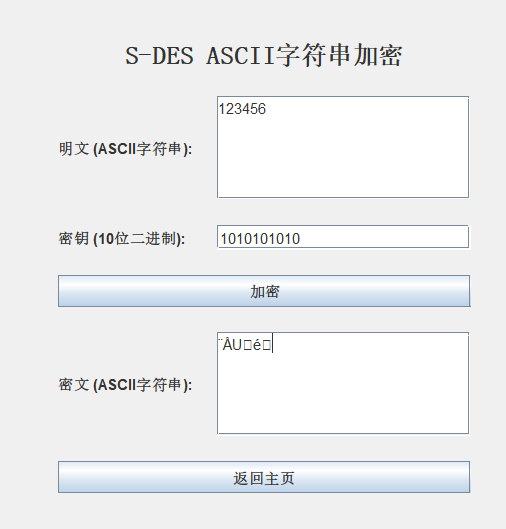 S-DES ASCII字符串加密
明文 (ASCII字符串):
123456
密钥 (10位二进制):
1010101010
加密
密文 (ASCII字符串):
¨ÂU□é□
返回主页